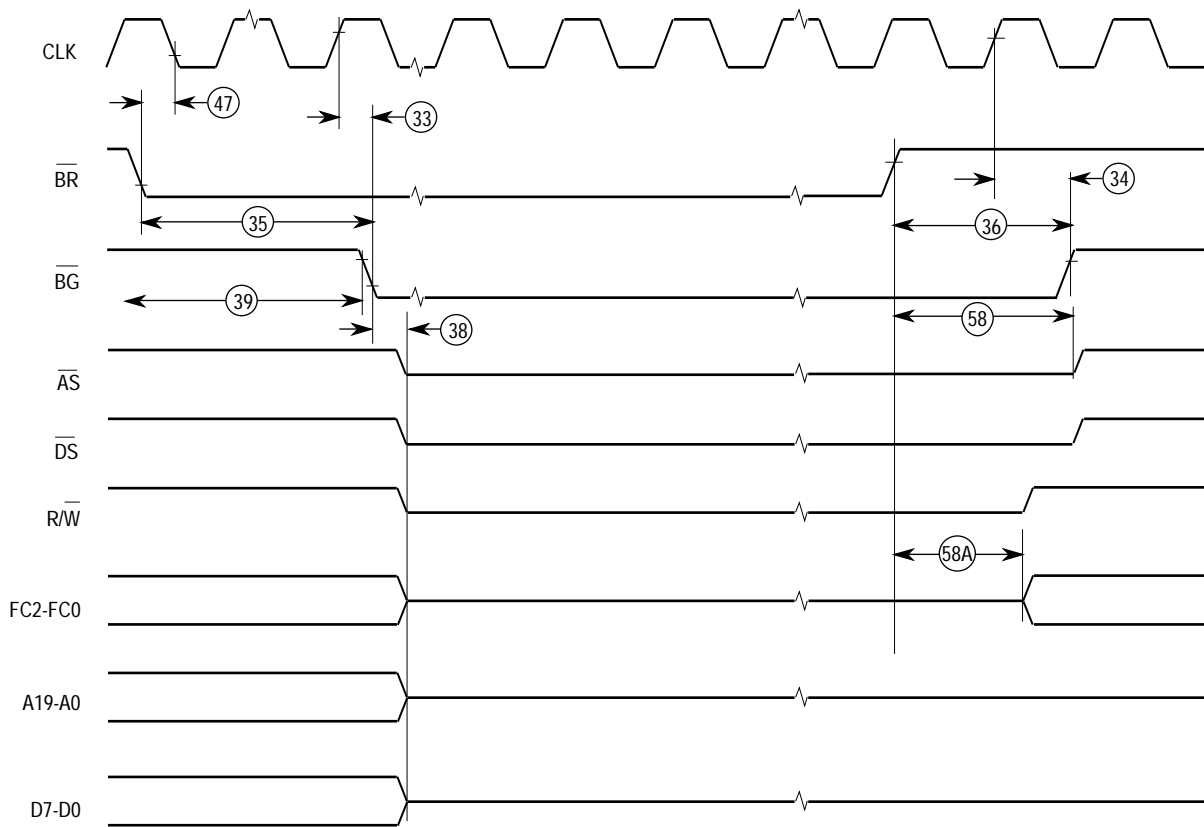 CLK
47
33
BR
34
35
36
BG
39
58
38
AS
DS
R/W
58A
FC2-FC0
A19-A0
D7-D0